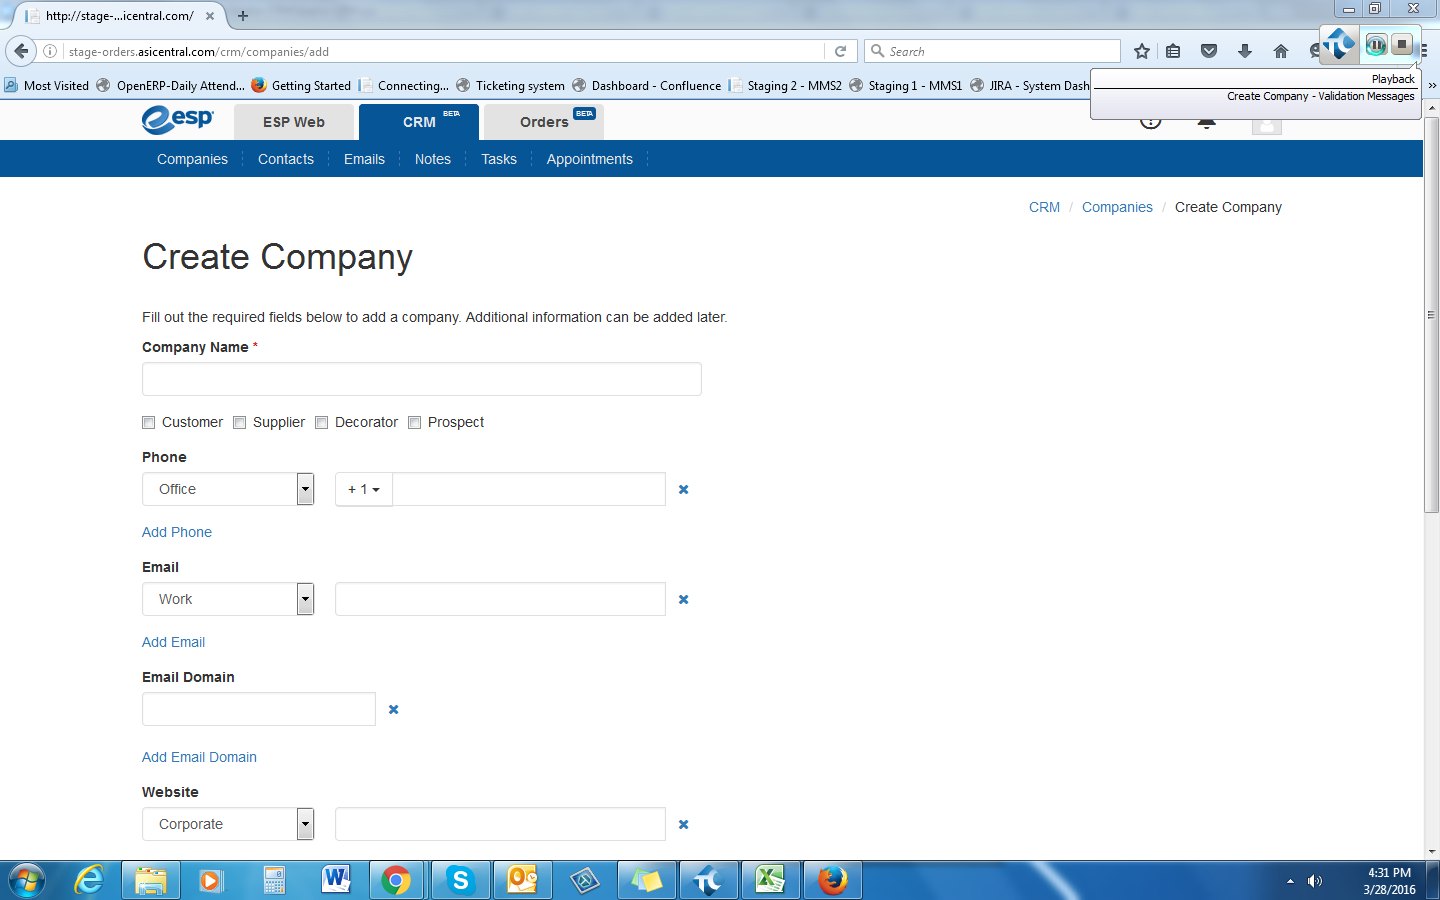 http://stage-...icentral.com/
stage-orders.asicentral.com/crm/companies/add
Search
Most Visited OpenERP-Daily Attend... Getting Started Connecting... Ticketing system Dashboard - Confluence Staging 2 - MMS2 Staging 1 - MMS1 JIRA - System Dash
Playback
Create Company - Validation Messages
esp ESP Web CRM BETA Orders BETA
Companies Contacts Emails Notes Tasks Appointments
CRM / Companies / Create Company
Create Company
Fill out the required fields below to add a company. Additional information can be added later.
Company Name *
Customer Supplier Decorator Prospect
Phone
Office + 1
Add Phone
Email
Work
Add Email
Email Domain
Add Email Domain
Website
Corporate
4:31 PM
3/28/2016